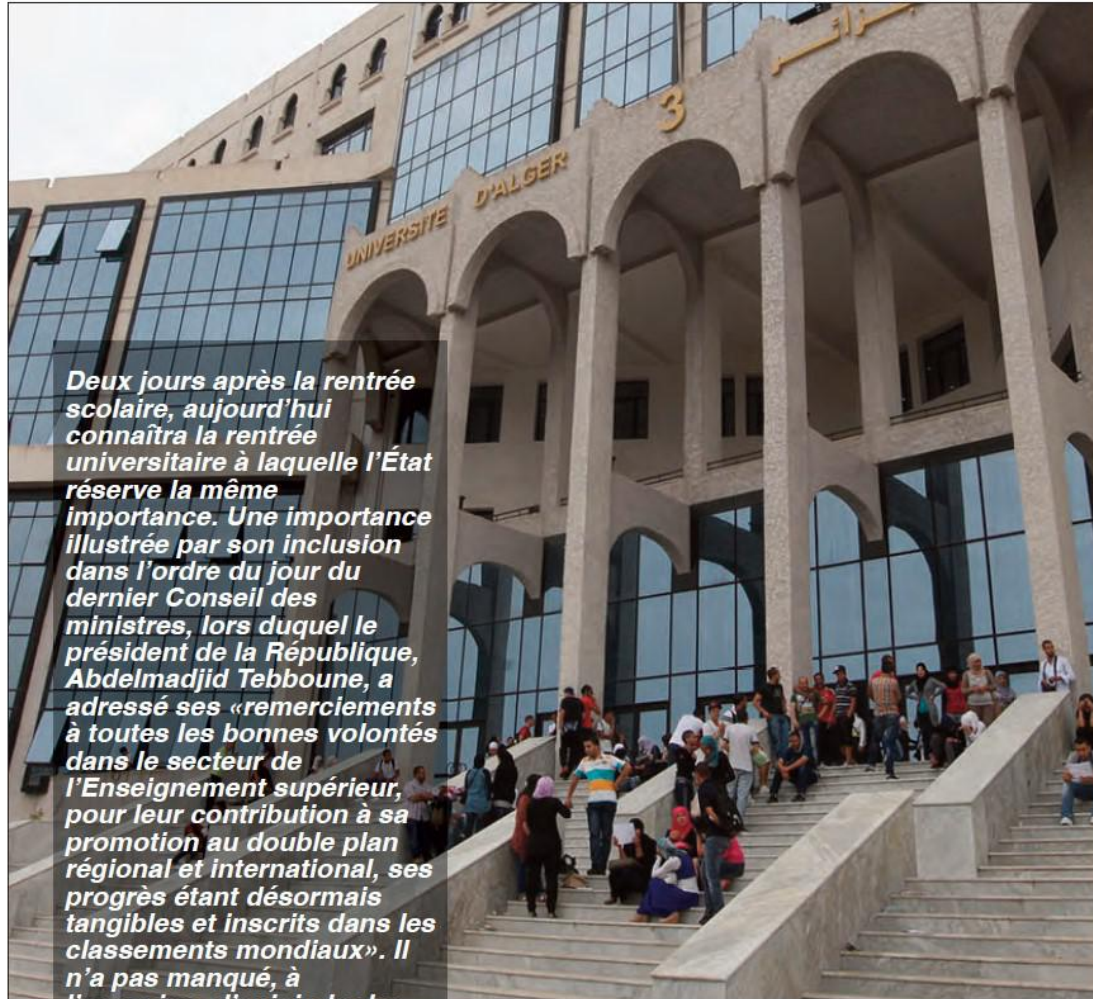 جزائر
3
UNIVERSITE D'ALGER
Deux jours après la rentrée
scolaire, aujourd’hui
connaîtra la rentrée
universitaire à laquelle l’État
réserve la même
importance. Une importance
illustrée par son inclusion
dans l’ordre du jour du
dernier Conseil des
ministres, lors duquel le
président de la République,
Abdelmadjid Tebboune, a
adressé ses «remerciements
à toutes les bonnes volontés
dans le secteur de
l’Enseignement supérieur,
pour leur contribution à sa
promotion au double plan
régional et international, ses
progrès étant désormais
tangibles et inscrits dans les
classements mondiaux». Il
n’a pas manqué, à